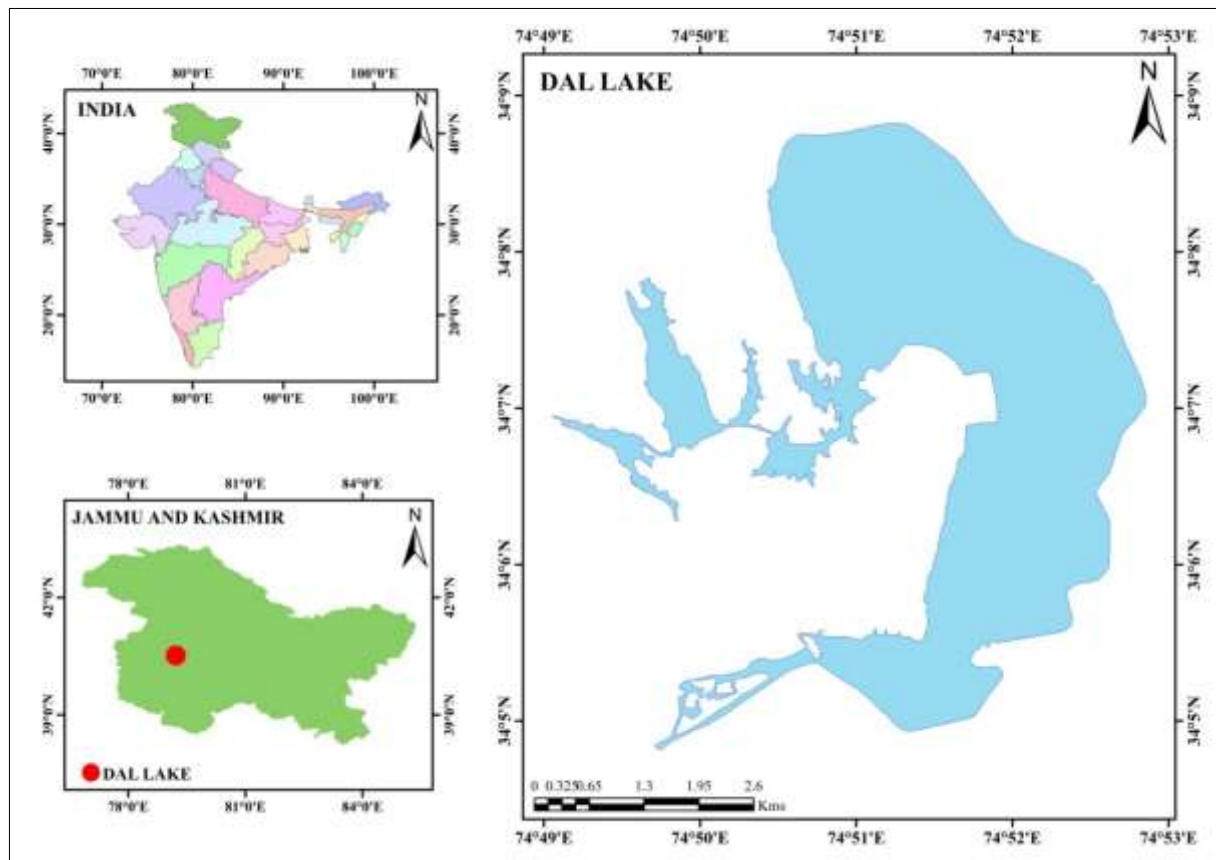 70°0'E 80°0'E 90°0'E 100°0'E
INDIA
N
40°0'N
30°0'N
20°0'N
40°0'N
30°0'N
20°0'N
70°0'E 80°0'E 90°0'E 100°0'E
78°0'E 81°0'E 84°0'E
JAMMU AND KASHMIR
N
42°0'N
39°0'N
42°0'N
39°0'N
DAL LAKE
78°0'E 81°0'E 84°0'E
74°49'E 74°50'E 74°51'E 74°52'E 74°53'E
DAL LAKE
N
34°9'N
34°8'N
34°7'N
34°6'N
34°5'N
34°9'N
34°8'N
34°7'N
34°6'N
34°5'N
0 0.325 0.65 1.3 1.95 2.6
Kms
74°49'E 74°50'E 74°51'E 74°52'E 74°53'E